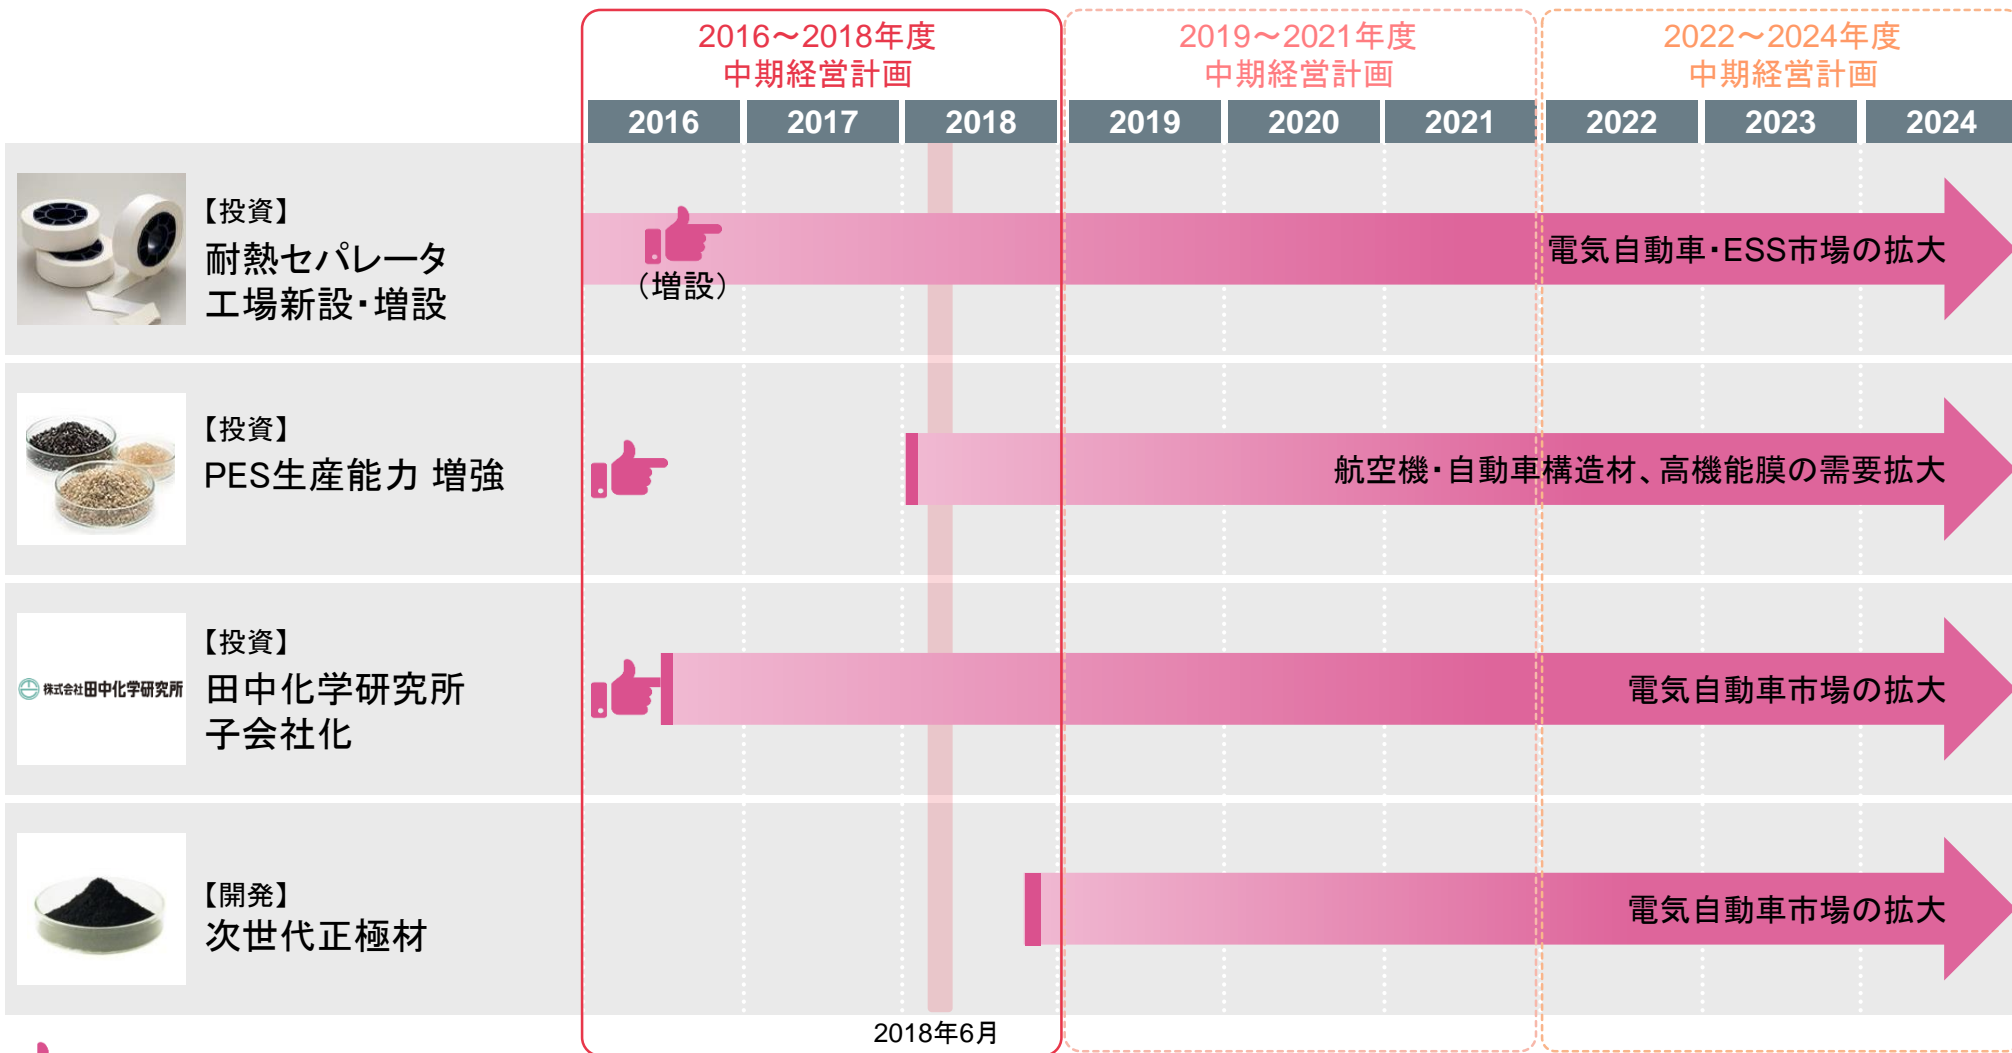 2016～2018年度
中期経営計画
2019～2021年度
中期経営計画
2022～2024年度
中期経営計画
2016
2017
2018
2019
2020
2021
2022
2023
2024
【投資】
耐熱セパレータ
工場新設・増設
（増設）
電気自動車・ESS市場の拡大
【投資】
PES生産能力 増強
航空機・自動車構造材、高機能膜の需要拡大
株式会社田中化学研究所
【投資】
田中化学研究所
子会社化
電気自動車市場の拡大
【開発】
次世代正極材
電気自動車市場の拡大
2018年6月